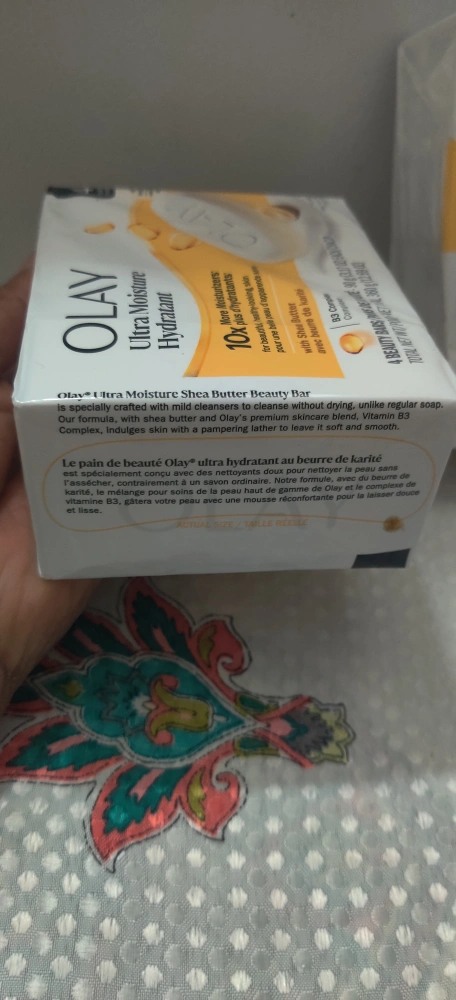 OLAY
Ultra Moisture
Hydratant
10x More Moisturizers
plus d'hydratants
with Shea Butter
avec beurre de karité
B3 Complex
4 BEAUTY BARS
Olay® Ultra Moisture Shea Butter Beauty Bar
is specially crafted with mild cleansers to cleanse without drying, unlike regular soap.
Our formula, with shea butter and Olay's premium skincare blend, Vitamin B3
Complex, indulges skin with a pampering lather to leave it soft and smooth.
Le pain de beauté Olay® ultra hydratant au beurre de karité
est spécialement conçu avec des nettoyants doux pour nettoyer la peau sans
l'assécher, contrairement à un savon ordinaire. Notre formule, avec du beurre de
karité, le mélange pour soins de la peau haut de gamme de Olay et le complexe de
vitamine B3, gâtera votre peau avec une mousse réconfortante pour la laisser douce
et lisse.
ACTUAL SIZE / TAILLE RÉELLE